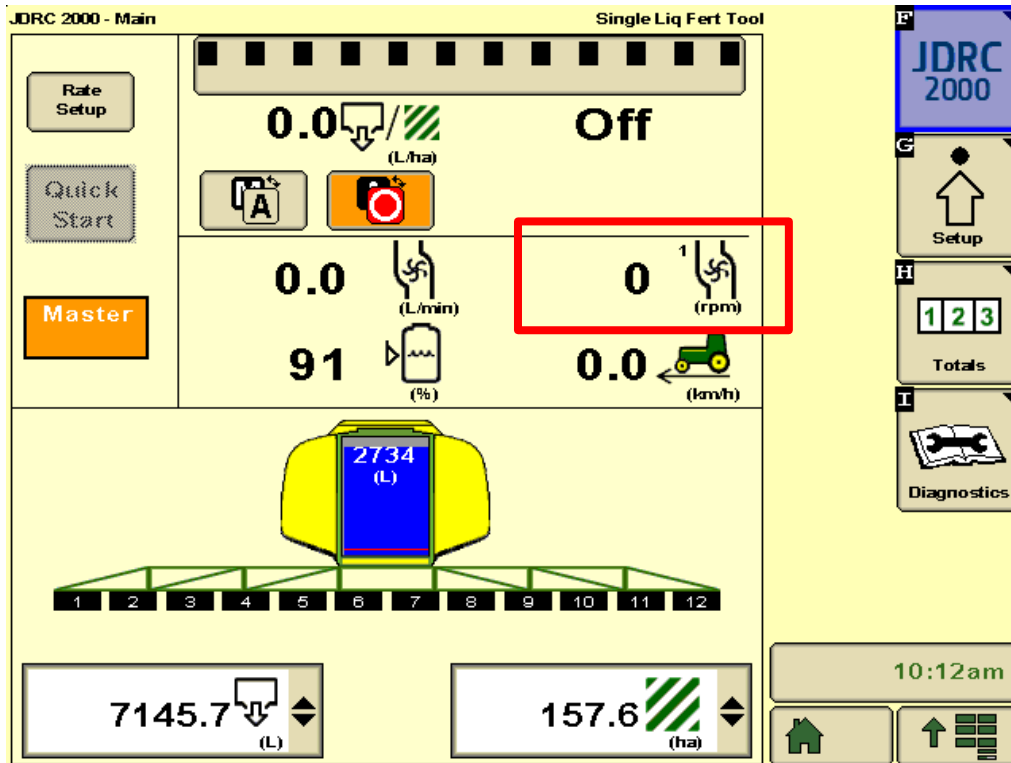 JDRC 2000 - Main
Single Liq Fert Tool
F
JDRC
2000
Rate
Setup
0.0
/
(L/ha)
Off
Quick
Start
A
G
Setup
0.0
(L/min)
0
1
(rpm)
Master
H
1 2 3
Totals
91
(%)
0.0
(km/h)
I
Diagnostics
2734
(L)
1 2 3 4 5 6 7 8 9 10 11 12
10:12am
7145.7
(L)
157.6
(ha)